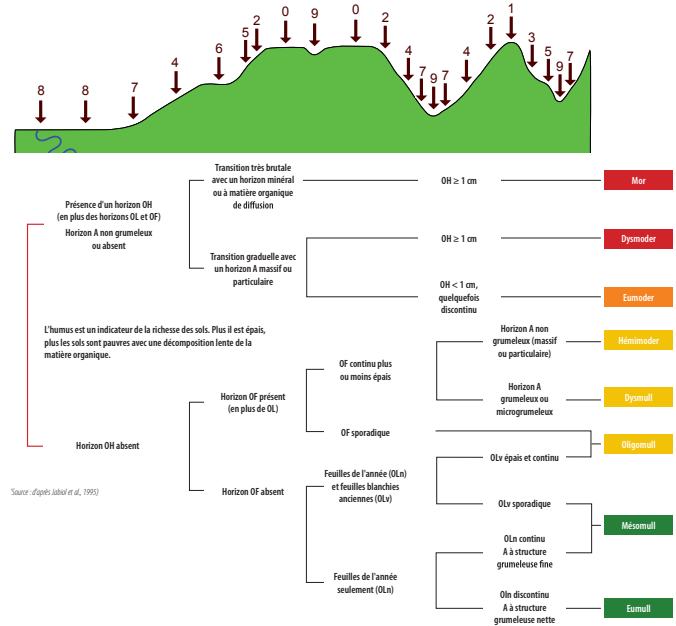 8
8
7
4
6
5
2
0
9
0
2
4
7
9
7
4
2
1
3
5
9
7
Présence d'un horizon OH
(en plus des horizons OL et OF)
Horizon A non grumeleux
ou absent
Transition très brutale
avec un horizon minéral
ou à matière organique
de diffusion
OH ≥ 1 cm
Mor
Transition graduelle avec
un horizon A massif ou
particulaire
OH ≥ 1 cm
Dysmoder
OH < 1 cm,
quelquefois
discontinu
Eumoder
L'humus est un indicateur de la richesse des sols. Plus il est épais,
plus les sols sont pauvres avec une décomposition lente de la
matière organique.
Horizon OH absent
Horizon OF présent
(en plus de OL)
OF continu plus
ou moins épais
Horizon A non
grumeleux (massif
ou particulaire)
Hémimoder
Horizon A
grumeleux ou
microgrumeleux
Dysmull
OF sporadique
Oligomull
Horizon OF absent
Feuilles de l'année (OLn)
et feuilles blanchies
anciennes (OLv)
OLv épais et continu
OLv sporadique
Mésomull
Feuilles de l'année
seulement (OLn)
OLn continu
A à structure
grumeleuse fine
Oln discontinu
A à structure
grumeleuse nette
Eumull
'Source : d'après Jabiol et al., 1995)